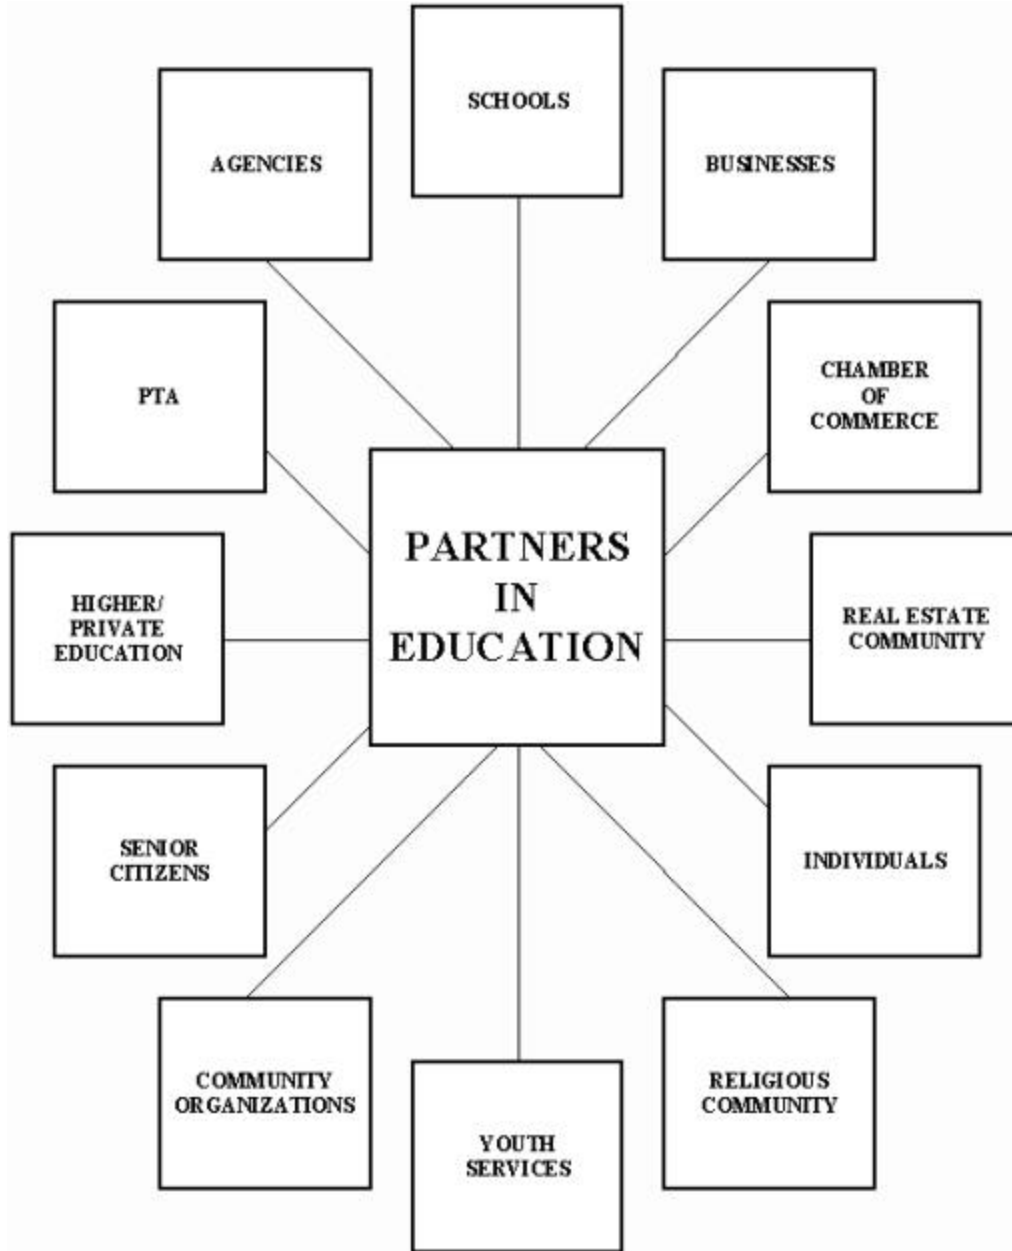 SCHOOLS
AGENCIES
BUSINESSES
PTA
CHAMBER
OF
COMMERCE
PARTNERS
IN
EDUCATION
HIGHER/
PRIVATE
EDUCATION
REAL ESTATE
COMMUNITY
SENIOR
CITIZENS
INDIVIDUALS
COMMUNITY
ORGANIZATIONS
YOUTH
SERVICES
RELIGIOUS
COMMUNITY